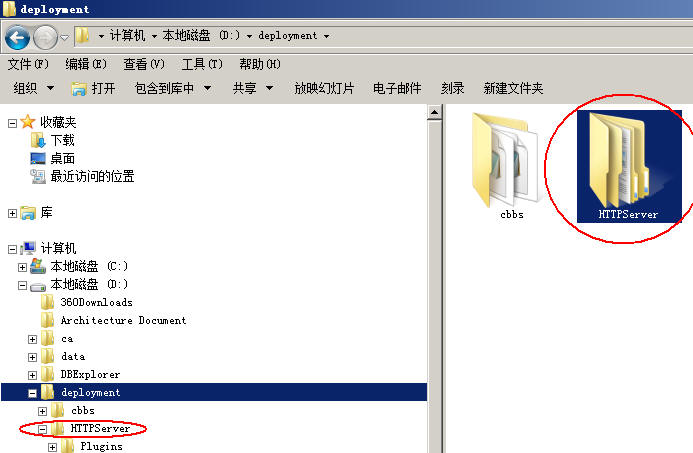 deployment
计算机 本地磁盘 (D:) deployment
文件(F) 编辑(E) 查看(V) 工具(T) 帮助(H)
组织 打开 包含到库中 共享 放映幻灯片 电子邮件 刻录 新建文件夹
收藏夹
下载
桌面
最近访问的位置
库
计算机
本地磁盘 (C:)
本地磁盘 (D:)
360Downloads
Architecture Document
ca
data
DBExplorer
deployment
cbbs
HTTPServer
Plugins
cbbs
HTTPServer